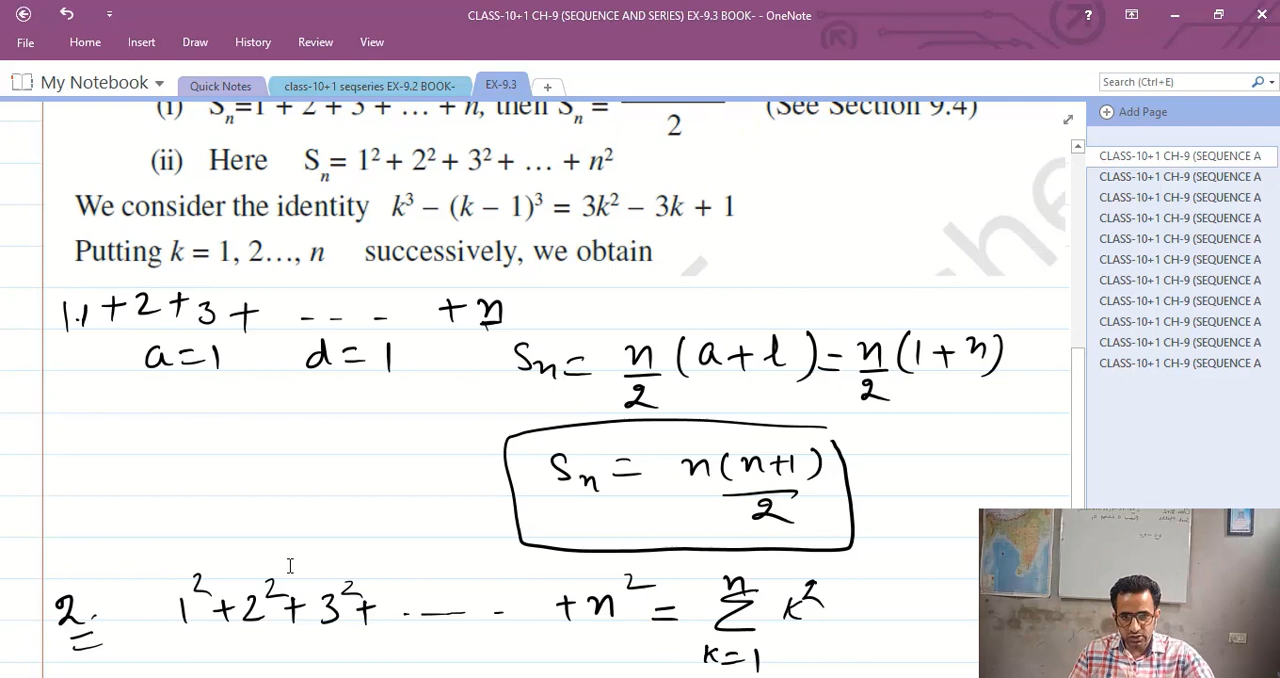 CLASS-10+1 CH-9 (SEQUENCE AND SERIES) EX-9.3 BOOK- - OneNote
File Home Insert Draw History Review View
My Notebook Quick Notes class-10+1 seqseries EX-9.2 BOOK- EX-9.3 + Search (Ctrl+E)
Add Page
CLASS-10+1 CH-9 (SEQUENCE A
CLASS-10+1 CH-9 (SEQUENCE A
CLASS-10+1 CH-9 (SEQUENCE A
CLASS-10+1 CH-9 (SEQUENCE A
CLASS-10+1 CH-9 (SEQUENCE A
CLASS-10+1 CH-9 (SEQUENCE A
CLASS-10+1 CH-9 (SEQUENCE A
CLASS-10+1 CH-9 (SEQUENCE A
CLASS-10+1 CH-9 (SEQUENCE A
CLASS-10+1 CH-9 (SEQUENCE A
CLASS-10+1 CH-9 (SEQUENCE A
(i) Sₙ=1 + 2 + 3 + … + n, then Sₙ = /2 (See Section 9.4)
(ii) Here Sₙ= 1² + 2² + 3² + … + n²
We consider the identity k³ – (k – 1)³ = 3k² – 3k + 1
Putting k = 1, 2…, n successively, we obtain
1.1 + 2 + 3 + - - - + n
a = 1 d = 1 Sₙ = n/2 (a + l) = n/2 (1 + n)
Sₙ = n(n+1)/2
2. 1² + 2² + 3² + ..—. + n² = n∑k=1 k²